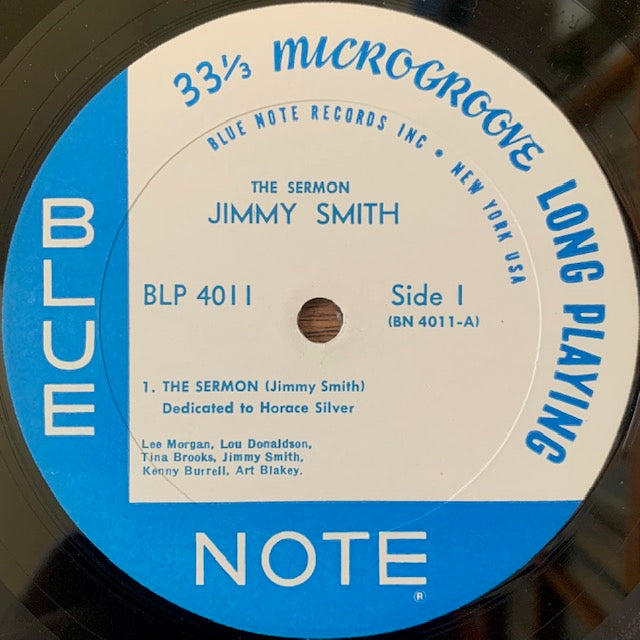 33⅓ MICROGROOVE LONG PLAYING
BLUE NOTE RECORDS INC • NEW YORK USA
THE SERMON
JIMMY SMITH
BLP 4011
Side 1
(BN 4011-A)
1. THE SERMON (Jimmy Smith)
Dedicated to Horace Silver
Lee Morgan, Lou Donaldson,
Tina Brooks, Jimmy Smith,
Kenny Burrell, Art Blakey.
BLUE
NOTE ®